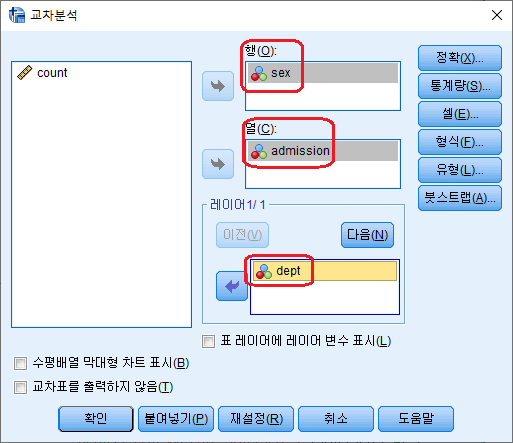 교차분석
count
행(O):
sex
열(C):
admission
레이어1/ 1
이전(V)
다음(N)
dept
표 레이어에 레이어 변수 표시(L)
정확(X)...
통계량(S)...
셀(E)...
형식(F)...
유형(L)...
붓스트랩(A)...
수평배열 막대형 차트 표시(B)
교차표를 출력하지 않음(T)
확인
붙여넣기(P)
재설정(R)
취소
도움말